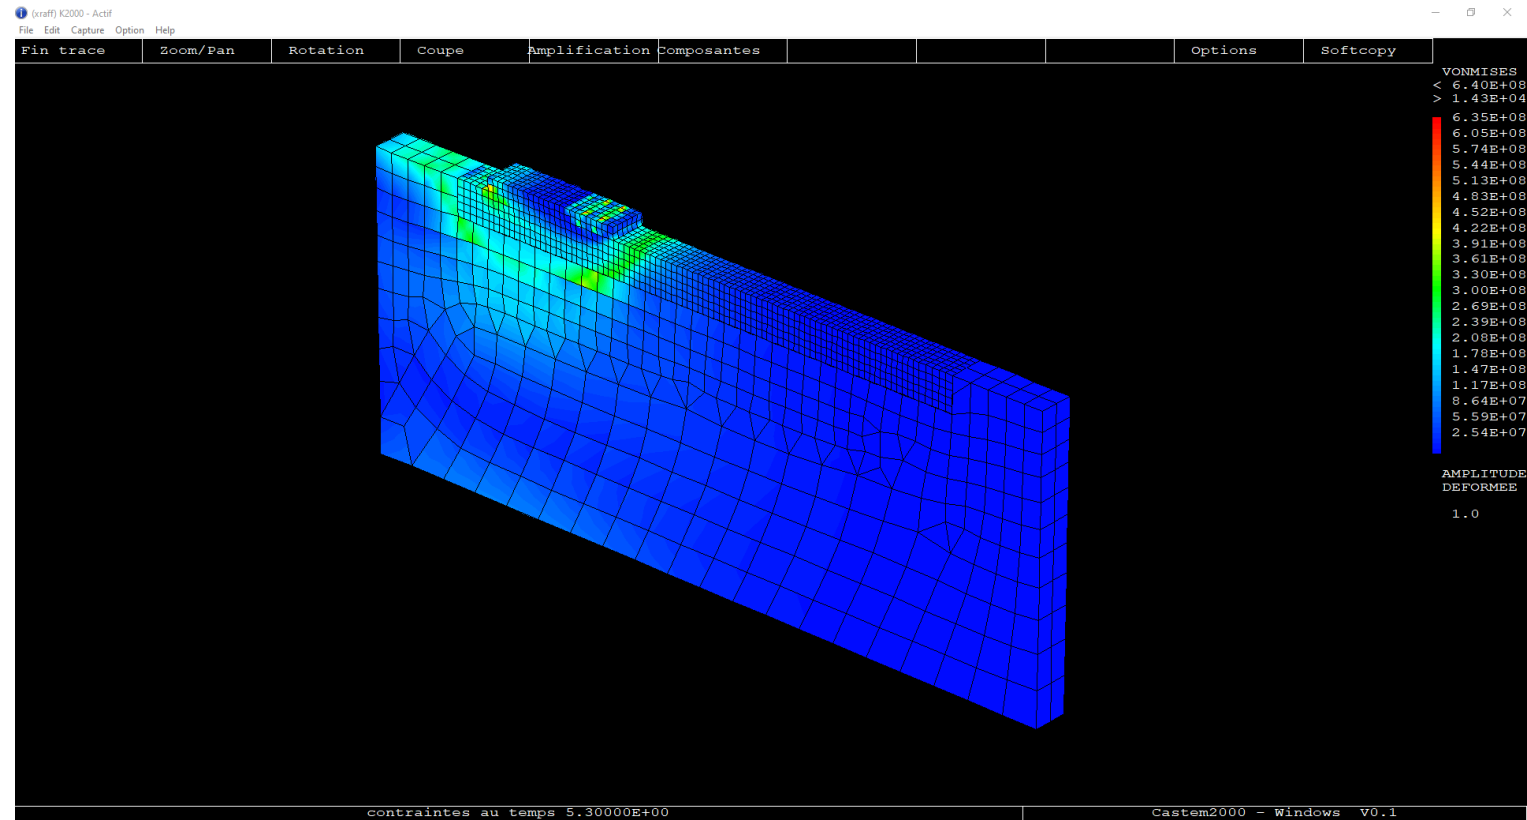 (xraff) K2000 - Actif
File Edit Capture Option Help
Fin trace Zoom/Pan Rotation Coupe Amplification Composantes Options Softcopy
VONMISES
< 6.40E+08
> 1.43E+04
6.35E+08
6.05E+08
5.74E+08
5.44E+08
5.13E+08
4.83E+08
4.52E+08
4.22E+08
3.91E+08
3.61E+08
3.30E+08
3.00E+08
2.69E+08
2.39E+08
2.08E+08
1.78E+08
1.47E+08
1.17E+08
8.64E+07
5.59E+07
2.54E+07
AMPLITUDE
DEFORMEE
1.0
contraintes au temps 5.30000E+00
Castem2000 - Windows V0.1